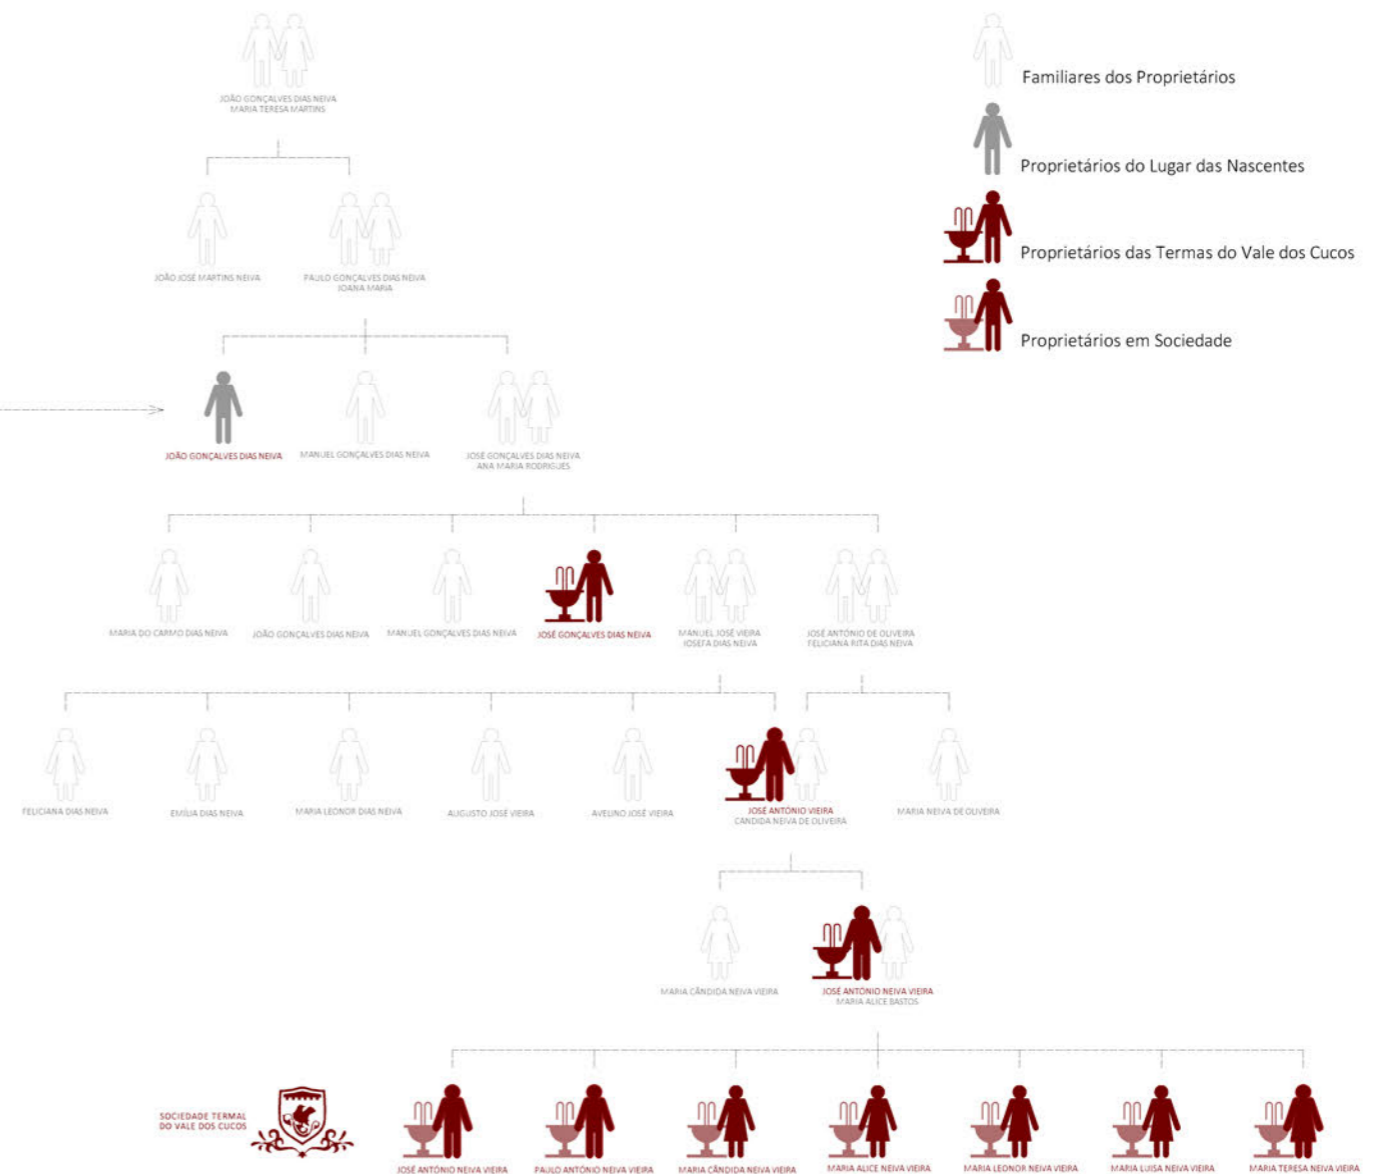 JOÃO GONÇALVES DIAS NEIVA
MARIA TERESA MARTINS
Familiares dos Proprietários
Proprietários do Lugar das Nascentes
Proprietários das Termas do Vale dos Cucos
Proprietários em Sociedade
JOÃO JOSÉ MARTINS NEIVA
PAULO GONÇALVES DIAS NEIVA
JOANA MARIA
JOÃO GONÇALVES DIAS NEIVA
MANUEL GONÇALVES DIAS NEIVA
JOSÉ GONÇALVES DIAS NEIVA
ANA MARIA RODRIGUES
MARIA DO CARMO DIAS NEIVA
JOÃO GONÇALVES DIAS NEIVA
MANUEL GONÇALVES DIAS NEIVA
JOSÉ GONÇALVES DIAS NEIVA
MANUEL JOSÉ VIEIRA
JOSEFA DIAS NEIVA
JOSÉ ANTÓNIO DE OLIVEIRA
FELICIANA RITA DIAS NEIVA
FELICIANA DIAS NEIVA
EMÍLIA DIAS NEIVA
MARIA LEONOR DIAS NEIVA
AUGUSTO JOSÉ VIEIRA
AVELINO JOSÉ VIEIRA
JOSÉ ANTÓNIO VIEIRA
CÂNDIDA NEIVA DE OLIVEIRA
MARIA NEIVA DE OLIVEIRA
MARIA CÂNDIDA NEIVA VIEIRA
JOSÉ ANTÓNIO NEIVA VIEIRA
MARIA ALICE BASTOS
SOCIEDADE TERMAL
DO VALE DOS CUCOS
JOSÉ ANTÓNIO NEIVA VIEIRA
PAULO ANTÓNIO NEIVA VIEIRA
MARIA CÂNDIDA NEIVA VIEIRA
MARIA ALICE NEIVA VIEIRA
MARIA LEONOR NEIVA VIEIRA
MARIA LUISA NEIVA VIEIRA
MARIA TERESA NEIVA VIEIRA